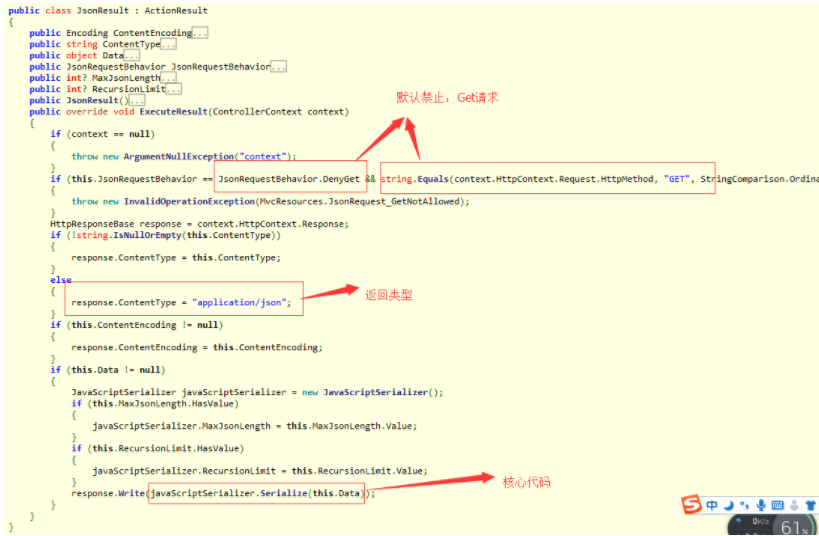 public class JsonResult : ActionResult
{
public Encoding ContentEncoding...
public string ContentType...
public object Data...
public JsonRequestBehavior JsonRequestBehavior...
public int? MaxJsonLength...
public int? RecursionLimit...
public JsonResult()...
public override void ExecuteResult(ControllerContext context)
默认禁止：Get请求
{
if (context == null)
{
throw new ArgumentNullException("context");
}
if (this.JsonRequestBehavior == JsonRequestBehavior.DenyGet && string.Equals(context.HttpContext.Request.HttpMethod, "GET", StringComparison.Ordina
{
throw new InvalidOperationException(MvcResources.JsonRequest_GetNotAllowed);
}
HttpResponseBase response = context.HttpContext.Response;
if (!string.IsNullOrEmpty(this.ContentType))
{
response.ContentType = this.ContentType;
}
else
{
response.ContentType = "application/json";
返回类型
}
if (this.ContentEncoding != null)
{
response.ContentEncoding = this.ContentEncoding;
}
if (this.Data != null)
{
JavaScriptSerializer javaScriptSerializer = new JavaScriptSerializer();
if (this.MaxJsonLength.HasValue)
{
javaScriptSerializer.MaxJsonLength = this.MaxJsonLength.Value;
}
if (this.RecursionLimit.HasValue)
{
javaScriptSerializer.RecursionLimit = this.RecursionLimit.Value;
}
response.Write(javaScriptSerializer.Serialize(this.Data));
核心代码
}
}
}
S 中
0K/s
61%